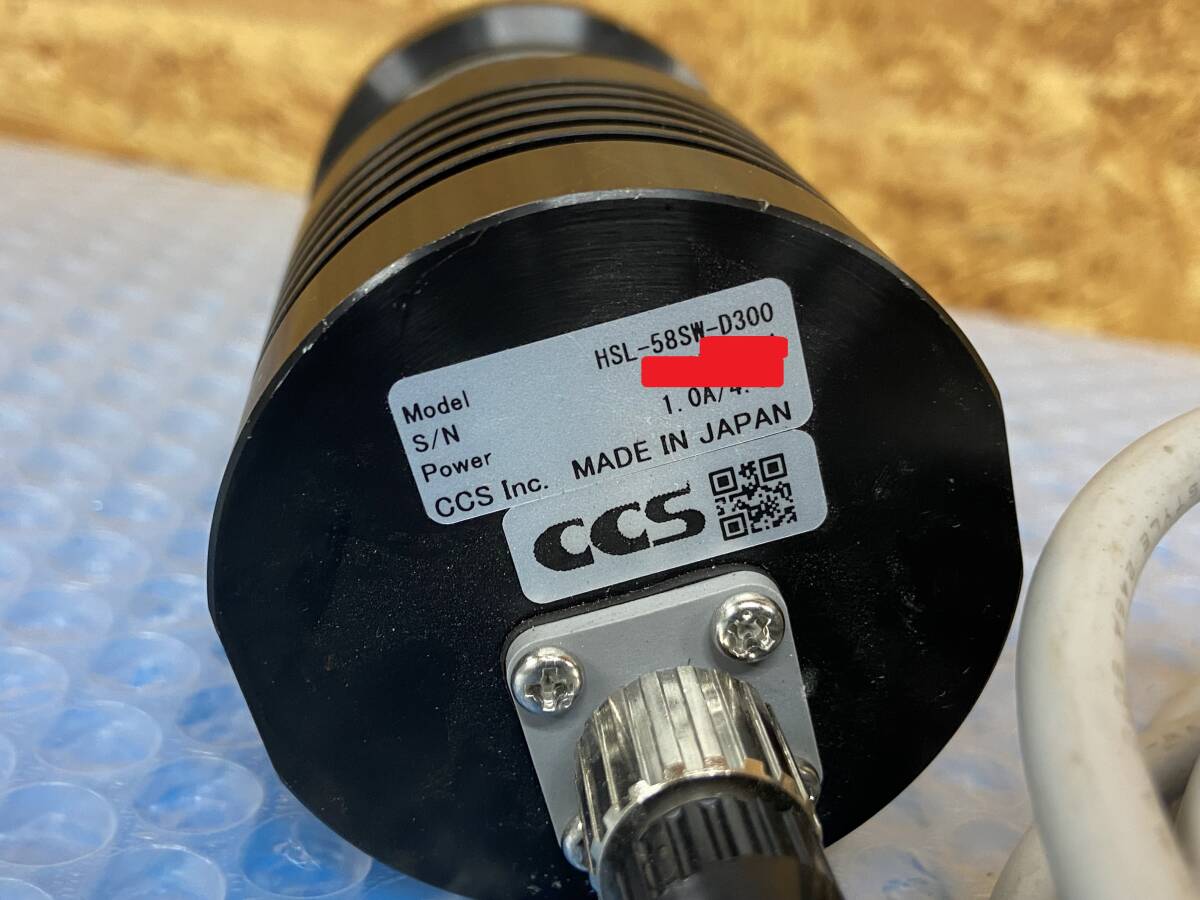 Model HSL-58SW-D300
S/N
Power 1.0A/4.
CCS Inc. MADE IN JAPAN
CCS